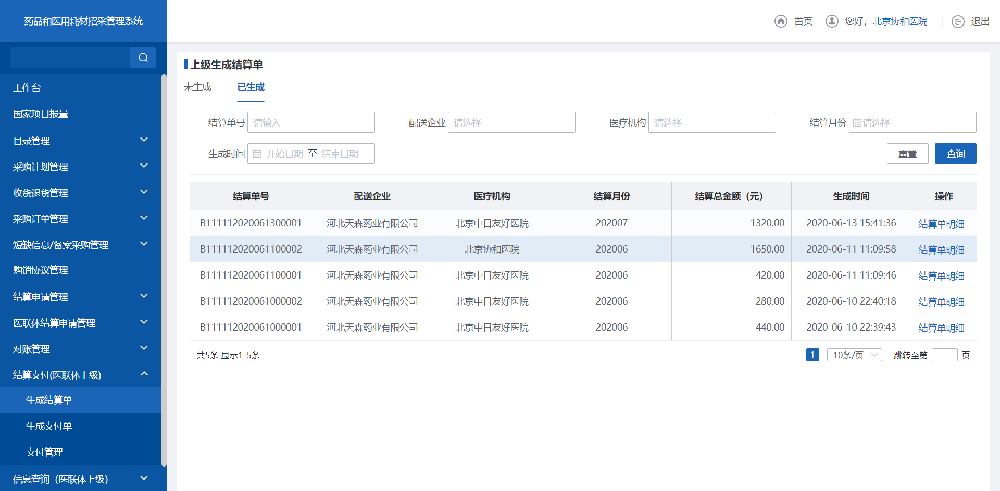 药品和医用耗材招采管理系统
首页 您好，北京协和医院 退出
工作台
国家项目报量
目录管理
采购计划管理
收货退货管理
采购订单管理
短缺信息/备案采购管理
购销协议管理
结算申请管理
医联体结算申请管理
对账管理
结算支付(医联体上级)
生成结算单
生成支付单
支付管理
信息查询（医联体上级）
上级生成结算单
未生成 已生成
结算单号 请输入 配送企业 请选择 医疗机构 请选择 结算月份 请选择
生成时间 开始日期 至 结束日期 重置 查询
结算单号 配送企业 医疗机构 结算月份 结算总金额（元） 生成时间 操作
B111112020061300001 河北天森药业有限公司 北京中日友好医院 202007 1320.00 2020-06-13 15:41:36 结算单明细
B111112020061100002 河北天森药业有限公司 北京协和医院 202006 1650.00 2020-06-11 11:09:58 结算单明细
B111112020061100001 河北天森药业有限公司 北京中日友好医院 202006 420.00 2020-06-11 11:09:46 结算单明细
B111112020061000002 河北天森药业有限公司 北京中日友好医院 202006 280.00 2020-06-10 22:40:18 结算单明细
B111112020061000001 河北天森药业有限公司 北京中日友好医院 202006 440.00 2020-06-10 22:39:43 结算单明细
共5条 显示1-5条 1 10条/页 跳转至第 页